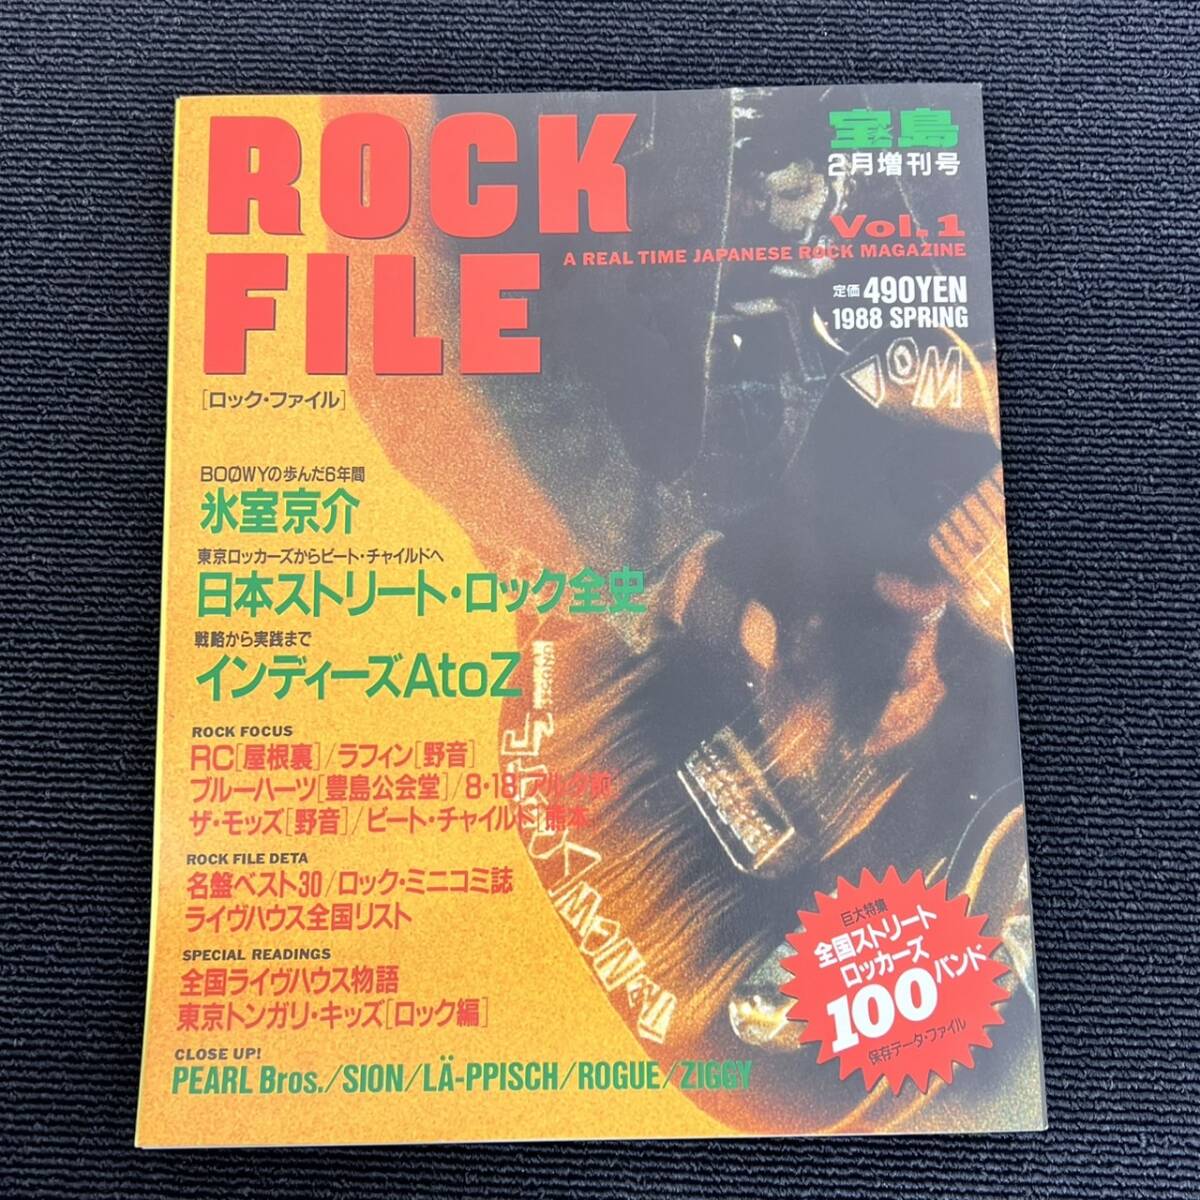 ROCK
FILE
[ロック・ファイル]
宝島
2月増刊号
Vol.1
A REAL TIME JAPANESE ROCK MAGAZINE
定価490YEN
1988 SPRING
BOØWYの歩んだ6年間
氷室京介
東京ロッカーズからビート・チャイルドへ
日本ストリート・ロック全史
戦略から実践まで
インディーズAtoZ
ROCK FOCUS
RC[屋根裏]/ラフィン[野音]
ブルーハーツ[豊島公会堂]/8・18[アルタ前]
ザ・モッズ[野音]/ビート・チャイルド[熊本]
ROCK FILE DETA
名盤ベスト30/ロック・ミニコミ誌
ライヴハウス全国リスト
SPECIAL READINGS
全国ライヴハウス物語
東京トンガリ・キッズ[ロック編]
CLOSE UP!
PEARL Bros./SION/LÄ-PPISCH/ROGUE/ZIGGY
巨大特集
全国ストリート
ロッカーズ
100バンド
保存データ・ファイル